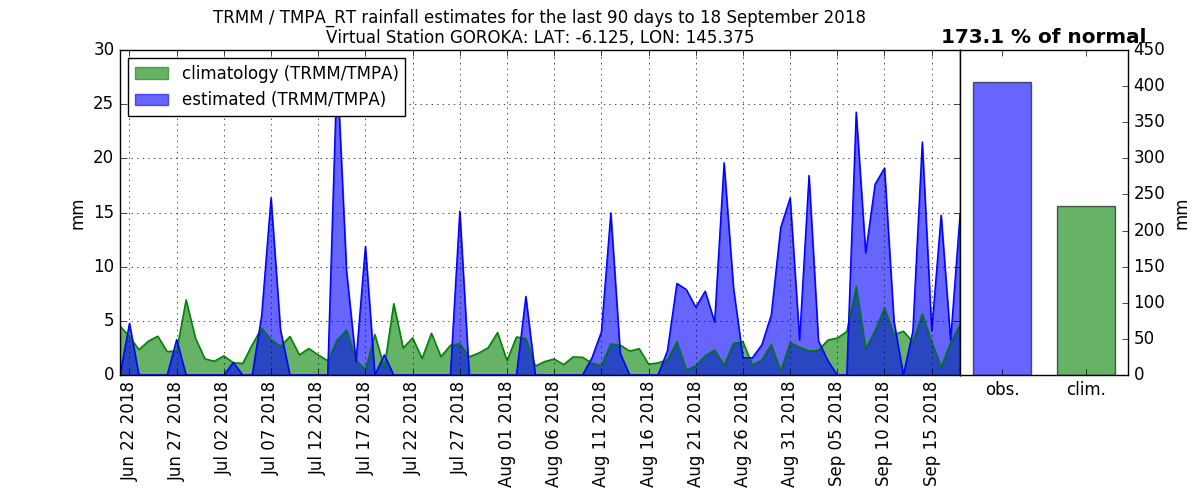 TRMM / TMPA_RT rainfall estimates for the last 90 days to 18 September 2018
Virtual Station GOROKA: LAT: -6.125, LON: 145.375
173.1 % of normal
climatology (TRMM/TMPA)
estimated (TRMM/TMPA)
30
25
20
15
10
5
0
mm
450
400
350
300
250
200
150
100
50
0
mm
Jun 22 2018
Jun 27 2018
Jul 02 2018
Jul 07 2018
Jul 12 2018
Jul 17 2018
Jul 22 2018
Jul 27 2018
Aug 01 2018
Aug 06 2018
Aug 11 2018
Aug 16 2018
Aug 21 2018
Aug 26 2018
Aug 31 2018
Sep 05 2018
Sep 10 2018
Sep 15 2018
obs.
clim.